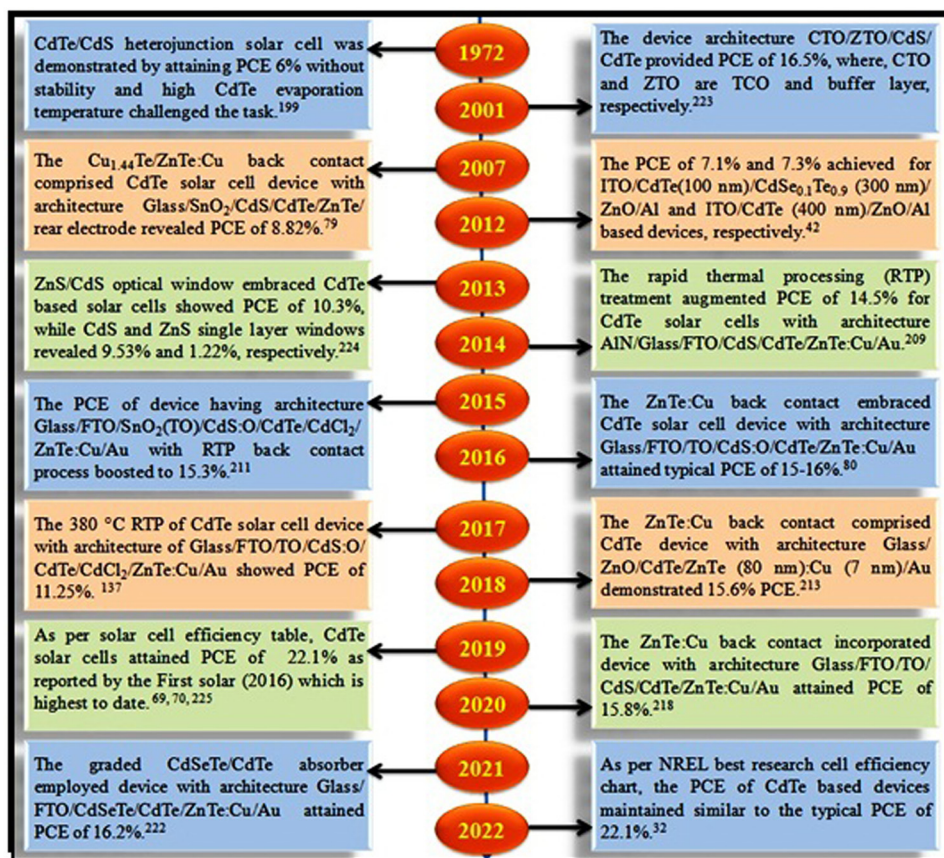 CdTe/CdS heterojunction solar cell was
demonstrated by attaining PCE 6% without
stability and high CdTe evaporation
temperature challenged the task.¹⁹⁹
1972
The device architecture CTO/ZTO/CdS/
CdTe provided PCE of 16.5%, where, CTO
and ZTO are TCO and buffer layer,
respectively.²²³
2001
The Cu₁.₄₄Te/ZnTe:Cu back contact
comprised CdTe solar cell device with
architecture Glass/SnO₂/CdS/CdTe/ZnTe/
rear electrode revealed PCE of 8.82%.⁷⁹
2007
The PCE of 7.1% and 7.3% achieved for
ITO/CdTe(100 nm)/CdSe₀.₁Te₀.₉ (300 nm)/
ZnO/Al and ITO/CdTe (400 nm)/ZnO/Al
based devices, respectively.⁴²
2012
ZnS/CdS optical window embraced CdTe
based solar cells showed PCE of 10.3%,
while CdS and ZnS single layer windows
revealed 9.53% and 1.22%, respectively.²²⁴
2013
The rapid thermal processing (RTP)
treatment augmented PCE of 14.5% for
CdTe solar cells with architecture
AlN/Glass/FTO/CdS/CdTe/ZnTe:Cu/Au.²⁰⁹
2014
The PCE of device having architecture
Glass/FTO/SnO₂(TO)/CdS:O/CdTe/CdCl₂/
ZnTe:Cu/Au with RTP back contact
process boosted to 15.3%.²¹¹
2015
The ZnTe:Cu back contact embraced
CdTe solar cell device with architecture
Glass/FTO/TO/CdS:O/CdTe/ZnTe:Cu/Au
attained typical PCE of 15-16%.⁸⁰
2016
The 380 °C RTP of CdTe solar cell device
with architecture of Glass/FTO/TO/CdS:O/
CdTe/CdCl₂/ZnTe:Cu/Au showed PCE of
11.25%. ¹³⁷
2017
The ZnTe:Cu back contact comprised
CdTe device with architecture Glass/
ZnO/CdTe/ZnTe (80 nm):Cu (7 nm)/Au
demonstrated 15.6% PCE.²¹³
2018
As per solar cell efficiency table, CdTe
solar cells attained PCE of 22.1% as
reported by the First solar (2016) which is
highest to date. ⁶⁹, ⁷⁰, ²²⁵
2019
The ZnTe:Cu back contact incorporated
device with architecture Glass/FTO/TO/
CdS/CdTe/ZnTe:Cu/Au attained PCE of
15.8%.²¹⁸
2020
The graded CdSeTe/CdTe absorber
employed device with architecture Glass/
FTO/CdSeTe/CdTe/ZnTe:Cu/Au attained
PCE of 16.2%.²²²
2021
As per NREL best research cell efficiency
chart, the PCE of CdTe based devices
maintained similar to the typical PCE of
22.1%.³²
2022